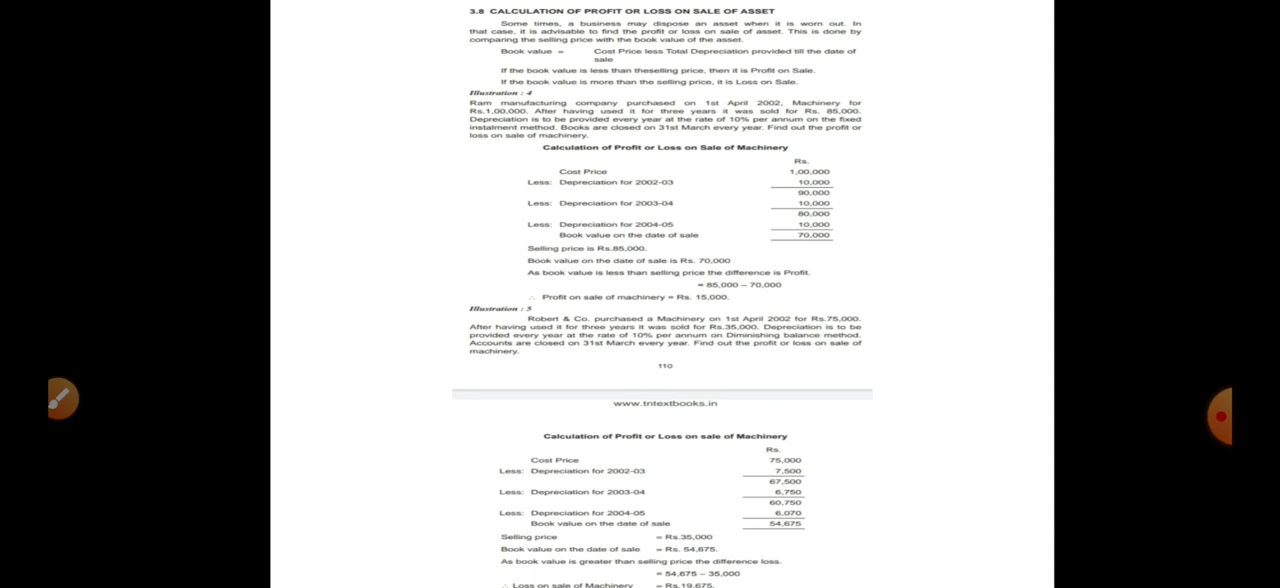 3.8 CALCULATION OF PROFIT OR LOSS ON SALE OF ASSET
Some times, a business may dispose an asset when it is worn out. In
that case, it is advisable to find the profit or loss on sale of asset. This is done by
comparing the selling price with the book value of the asset.
Book value = Cost Price less Total Depreciation provided till the date of
sale
If the book value is less than theselling price, then it is Profit on Sale.
If the book value is more than the selling price, it is Loss on Sale.
Illustration : 4
Ram manufacturing company purchased on 1st April 2002, Machinery for
Rs.1,00,000. After having used it for three years it was sold for Rs. 85,000.
Depreciation is to be provided every year at the rate of 10% per annum on the fixed
instalment method. Books are closed on 31st March every year. Find out the profit or
loss on sale of machinery.
Calculation of Profit or Loss on Sale of Machinery
Rs.
Cost Price 1,00,000
Less: Depreciation for 2002-03 10,000
90,000
Less: Depreciation for 2003-04 10,000
80,000
Less: Depreciation for 2004-05 10,000
Book value on the date of sale 70,000
Selling price is Rs.85,000.
Book value on the date of sale is Rs. 70,000
As book value is less than selling price the difference is Profit.
= 85,000 – 70,000
∴ Profit on sale of machinery = Rs. 15,000.
Illustration : 5
Robert & Co. purchased a Machinery on 1st April 2002 for Rs.75,000.
After having used it for three years it was sold for Rs.35,000. Depreciation is to be
provided every year at the rate of 10% per annum on Diminishing balance method.
Accounts are closed on 31st March every year. Find out the profit or loss on sale of
machinery.
110
www.tntextbooks.in
Calculation of Profit or Loss on sale of Machinery
Rs.
Cost Price 75,000
Less: Depreciation for 2002-03 7,500
67,500
Less: Depreciation for 2003-04 6,750
60,750
Less: Depreciation for 2004-05 6,070
Book value on the date of sale 54,675
Selling price = Rs.35,000
Book value on the date of sale = Rs. 54,675.
As book value is greater than selling price the difference loss.
= 54,675 – 35,000
∴ Loss on sale of Machinery = Rs.19,675.